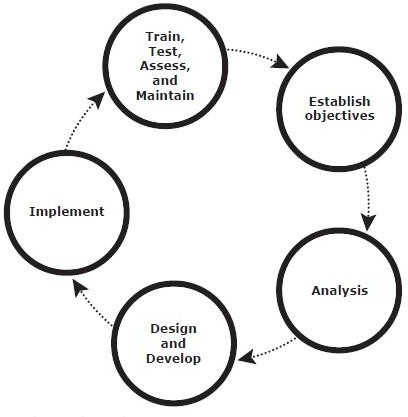 Train,
Test,
Assess,
and
Maintain
Establish
objectives
Analysis
Design
and
Develop
Implement